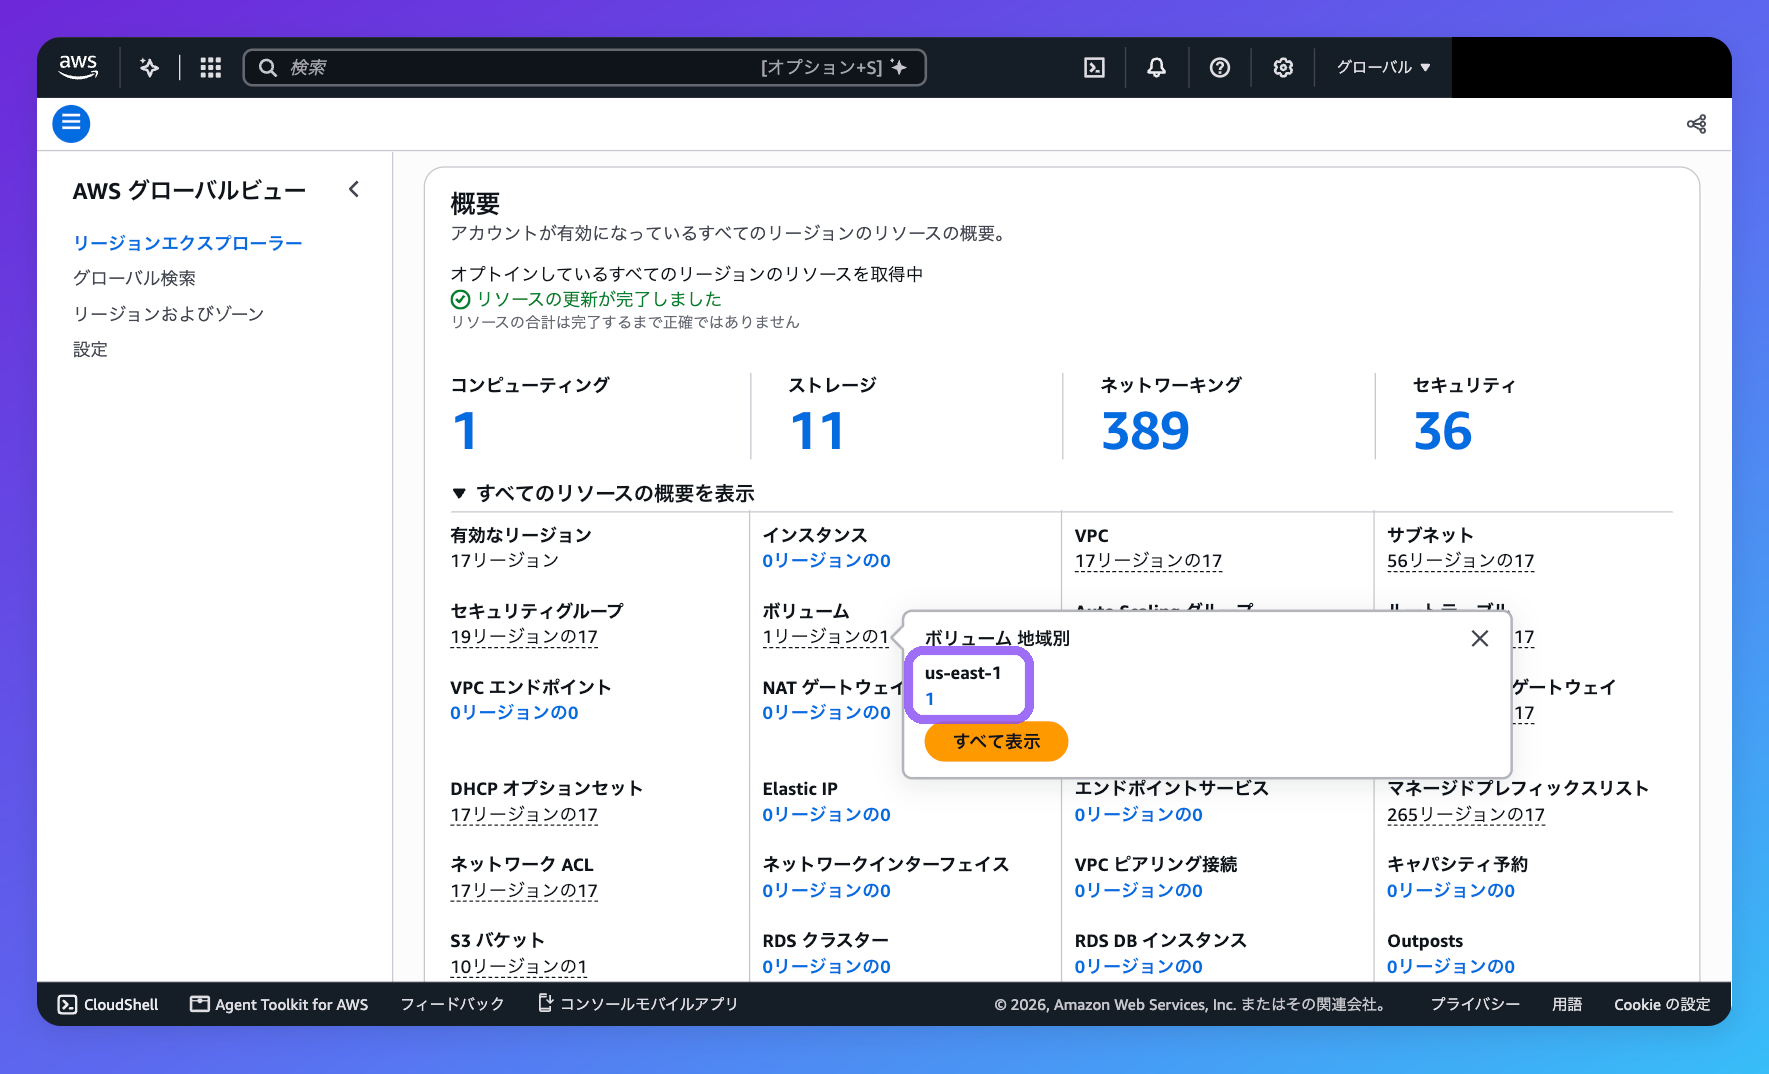 aws
検索
[オプション+S]
グローバル ▼
AWS グローバルビュー
リージョンエクスプローラー
グローバル検索
リージョンおよびゾーン
設定
概要
アカウントが有効になっているすべてのリージョンのリソースの概要。
オプトインしているすべてのリージョンのリソースを取得中
リソースの更新が完了しました
リソースの合計は完了するまで正確ではありません
コンピューティング
1
ストレージ
11
ネットワーキング
389
セキュリティ
36
▼ すべてのリソースの概要を表示
有効なリージョン
17リージョン
インスタンス
0リージョンの0
VPC
17リージョンの17
サブネット
56リージョンの17
セキュリティグループ
19リージョンの17
ボリューム
1リージョンの1
Auto Scaling グループ
ルートテーブル
17
ボリューム 地域別
us-east-1
1
すべて表示
VPC エンドポイント
0リージョンの0
NAT ゲートウェイ
0リージョンの0
ゲートウェイ
17
DHCP オプションセット
17リージョンの17
Elastic IP
0リージョンの0
エンドポイントサービス
0リージョンの0
マネージドプレフィックスリスト
265リージョンの17
ネットワーク ACL
17リージョンの17
ネットワークインターフェイス
0リージョンの0
VPC ピアリング接続
0リージョンの0
キャパシティ予約
0リージョンの0
S3 バケット
10リージョンの1
RDS クラスター
0リージョンの0
RDS DB インスタンス
0リージョンの0
Outposts
0リージョンの0
CloudShell
Agent Toolkit for AWS
フィードバック
コンソールモバイルアプリ
© 2026, Amazon Web Services, Inc. またはその関連会社。
プライバシー
用語
Cookie の設定